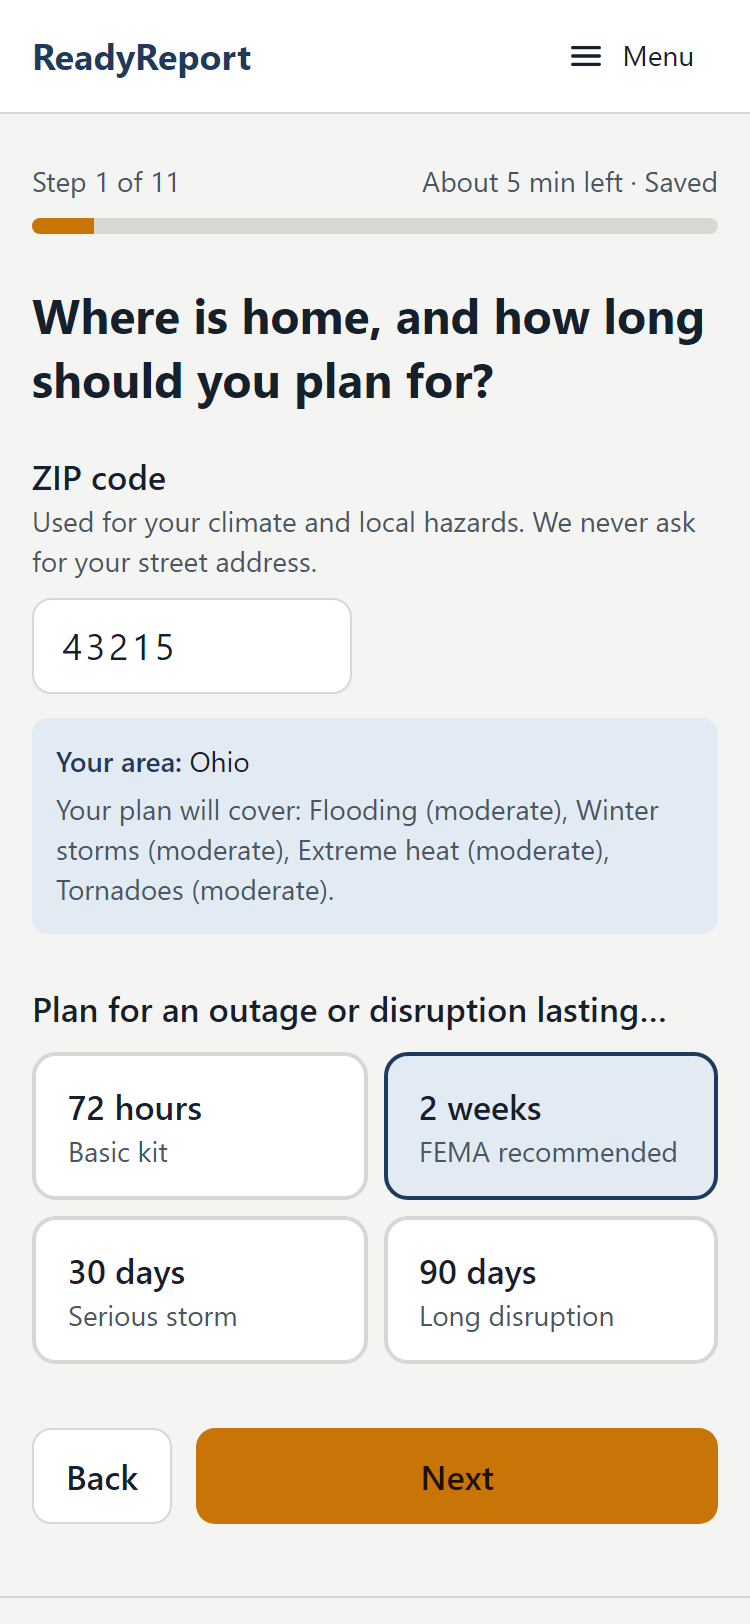 ReadyReport
Menu
Step 1 of 11
About 5 min left · Saved
Where is home, and how long
should you plan for?
ZIP code
Used for your climate and local hazards. We never ask
for your street address.
43215
Your area: Ohio
Your plan will cover: Flooding (moderate), Winter
storms (moderate), Extreme heat (moderate),
Tornadoes (moderate).
Plan for an outage or disruption lasting…
72 hours
Basic kit
2 weeks
FEMA recommended
30 days
Serious storm
90 days
Long disruption
Back
Next